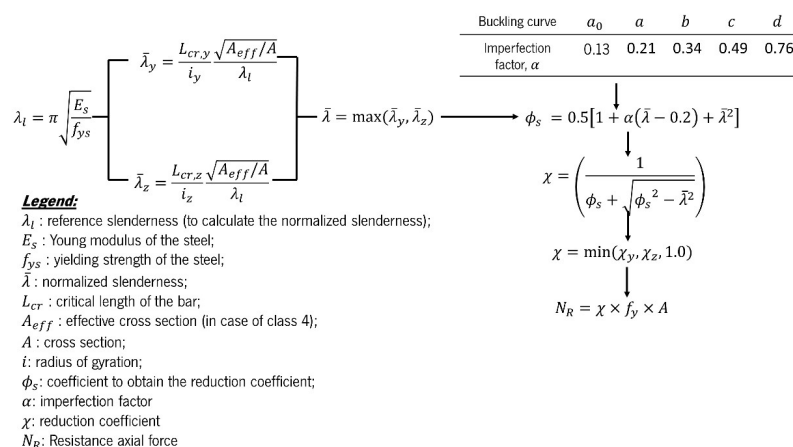 Buckling curve a₀ a b c d
Imperfection factor, α 0.13 0.21 0.34 0.49 0.76
λ_l = π √(E_s / f_ys)
λ̄_y = (L_cr,y / i_y) (√(A_eff/A) / λ_l)
λ̄_z = (L_cr,z / i_z) (√(A_eff/A) / λ_l)
λ̄ = max(λ̄_y, λ̄_z)
ϕ_s = 0.5[1 + α(λ̄ − 0.2) + λ̄²]
χ = (1 / (ϕ_s + √(ϕ_s² − λ̄²)))
χ = min(χ_y, χ_z, 1.0)
N_R = χ × f_y × A
Legend:
λ_l : reference slenderness (to calculate the normalized slenderness);
E_s : Young modulus of the steel;
f_ys : yielding strength of the steel;
λ̄ : normalized slenderness;
L_cr : critical length of the bar;
A_eff : effective cross section (in case of class 4);
A : cross section;
i: radius of gyration;
ϕ_s: coefficient to obtain the reduction coefficient;
α: imperfection factor
χ: reduction coefficient
N_R: Resistance axial force